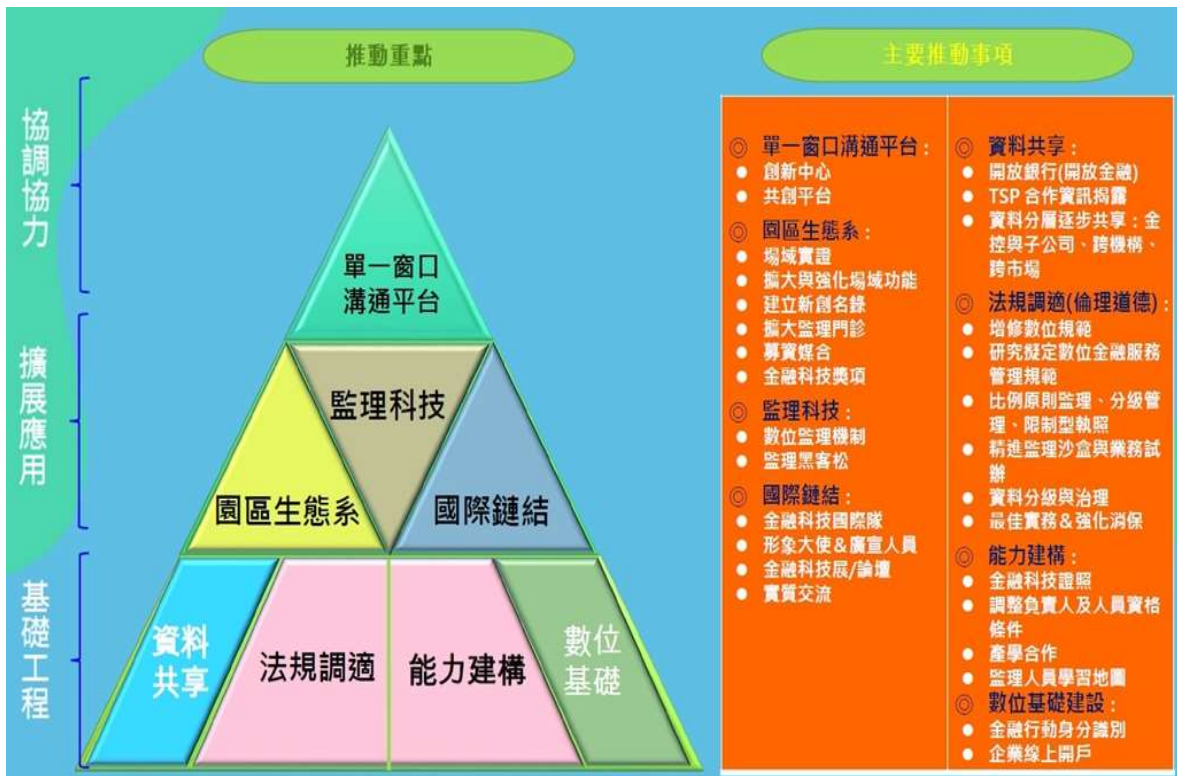 推動重點
主要推動事項
協調協力
擴展應用
基礎工程
單一窗口
溝通平台
監理科技
園區生態系
國際鏈結
資料
共享
法規調適
能力建構
數位
基礎
◎ 單一窗口溝通平台：
● 創新中心
● 共創平台
◎ 園區生態系：
● 場域實證
● 擴大與強化場域功能
● 建立新創名錄
● 擴大監理門診
● 募資媒合
● 金融科技獎項
◎ 監理科技：
● 數位監理機制
● 監理黑客松
◎ 國際鏈結：
● 金融科技國際隊
● 形象大使&廣宣人員
● 金融科技展/論壇
● 實質交流
◎ 資料共享：
● 開放銀行(開放金融)
● TSP 合作資訊揭露
● 資料分層逐步共享：金
控與子公司、跨機構、
跨市場
◎ 法規調適(倫理道德)：
● 增修數位規範
● 研究擬定數位金融服務
管理規範
● 比例原則監理、分級管
理、限制型執照
● 精進監理沙盒與業務試
辦
● 資料分級與治理
● 最佳實務&強化消保
◎ 能力建構：
● 金融科技證照
● 調整負責人及人員資格
條件
● 產學合作
● 監理人員學習地圖
◎ 數位基礎建設：
● 金融行動身分識別
● 企業線上開戶